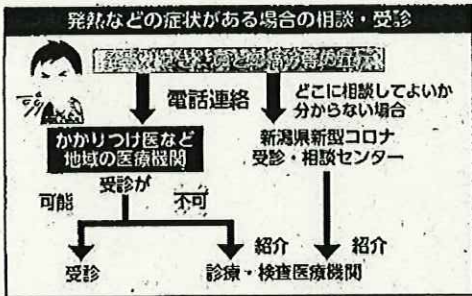 発熱などの症状がある場合の相談・受診
電話連絡
どこに相談してよいか
分からない場合
かかりつけ医など
地域の医療機関
新潟県新型コロナ
受診・相談センター
受診が
可能
不可
紹介
紹介
受診
診療・検査医療機関